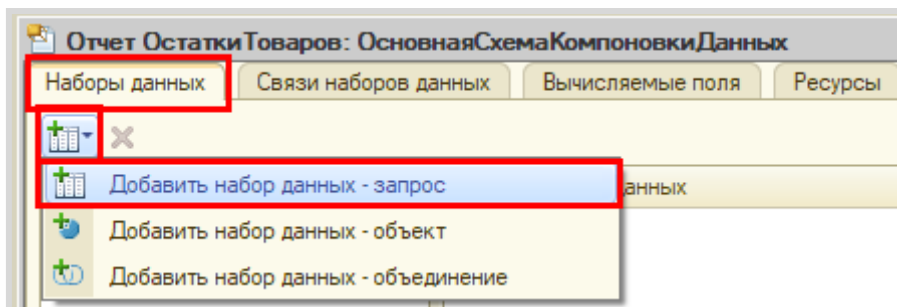 Отчет ОстаткиТоваров: ОсновнаяСхемаКомпоновкиДанных
Наборы данных Связи наборов данных Вычисляемые поля Ресурсы
Добавить набор данных - запрос
анных
Добавить набор данных - объект
Добавить набор данных - объединение